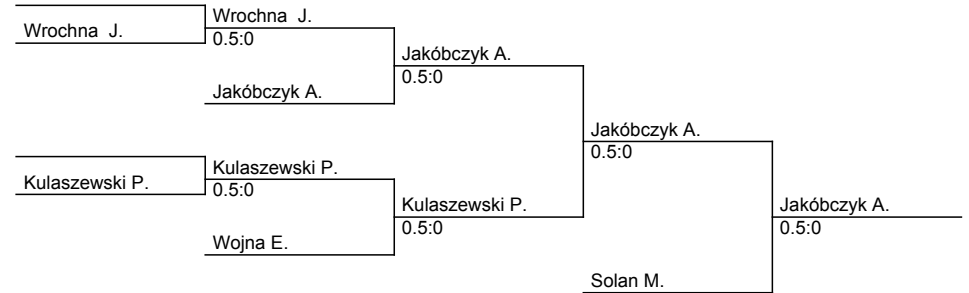 Wrochna J.
Wrochna J.
0.5:0
Jakóbczyk A.
Jakóbczyk A.
0.5:0
Jakóbczyk A.
0.5:0
Kulaszewski P.
Kulaszewski P.
0.5:0
Kulaszewski P.
0.5:0
Wojna E.
Jakóbczyk A.
0.5:0
Solan M.